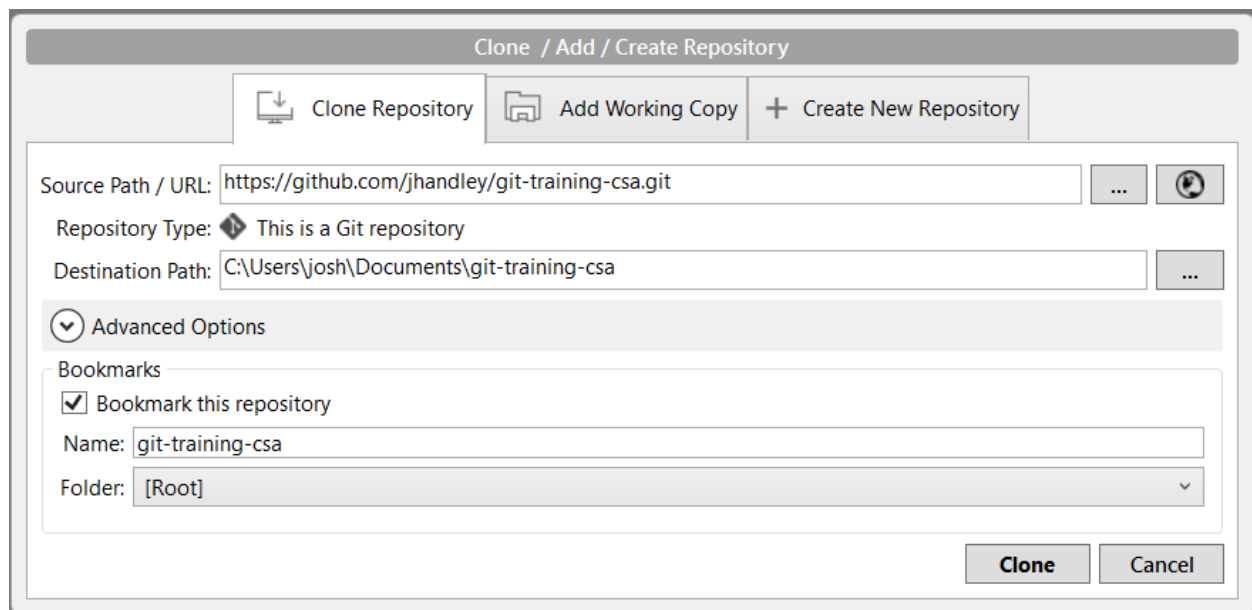 Clone / Add / Create Repository
Clone Repository
Add Working Copy
Create New Repository
Source Path / URL: https://github.com/jhandley/git-training-csa.git ...
Repository Type: This is a Git repository
Destination Path: C:\Users\josh\Documents\git-training-csa ...
Advanced Options
Bookmarks
Bookmark this repository
Name: git-training-csa
Folder: [Root]
Clone Cancel